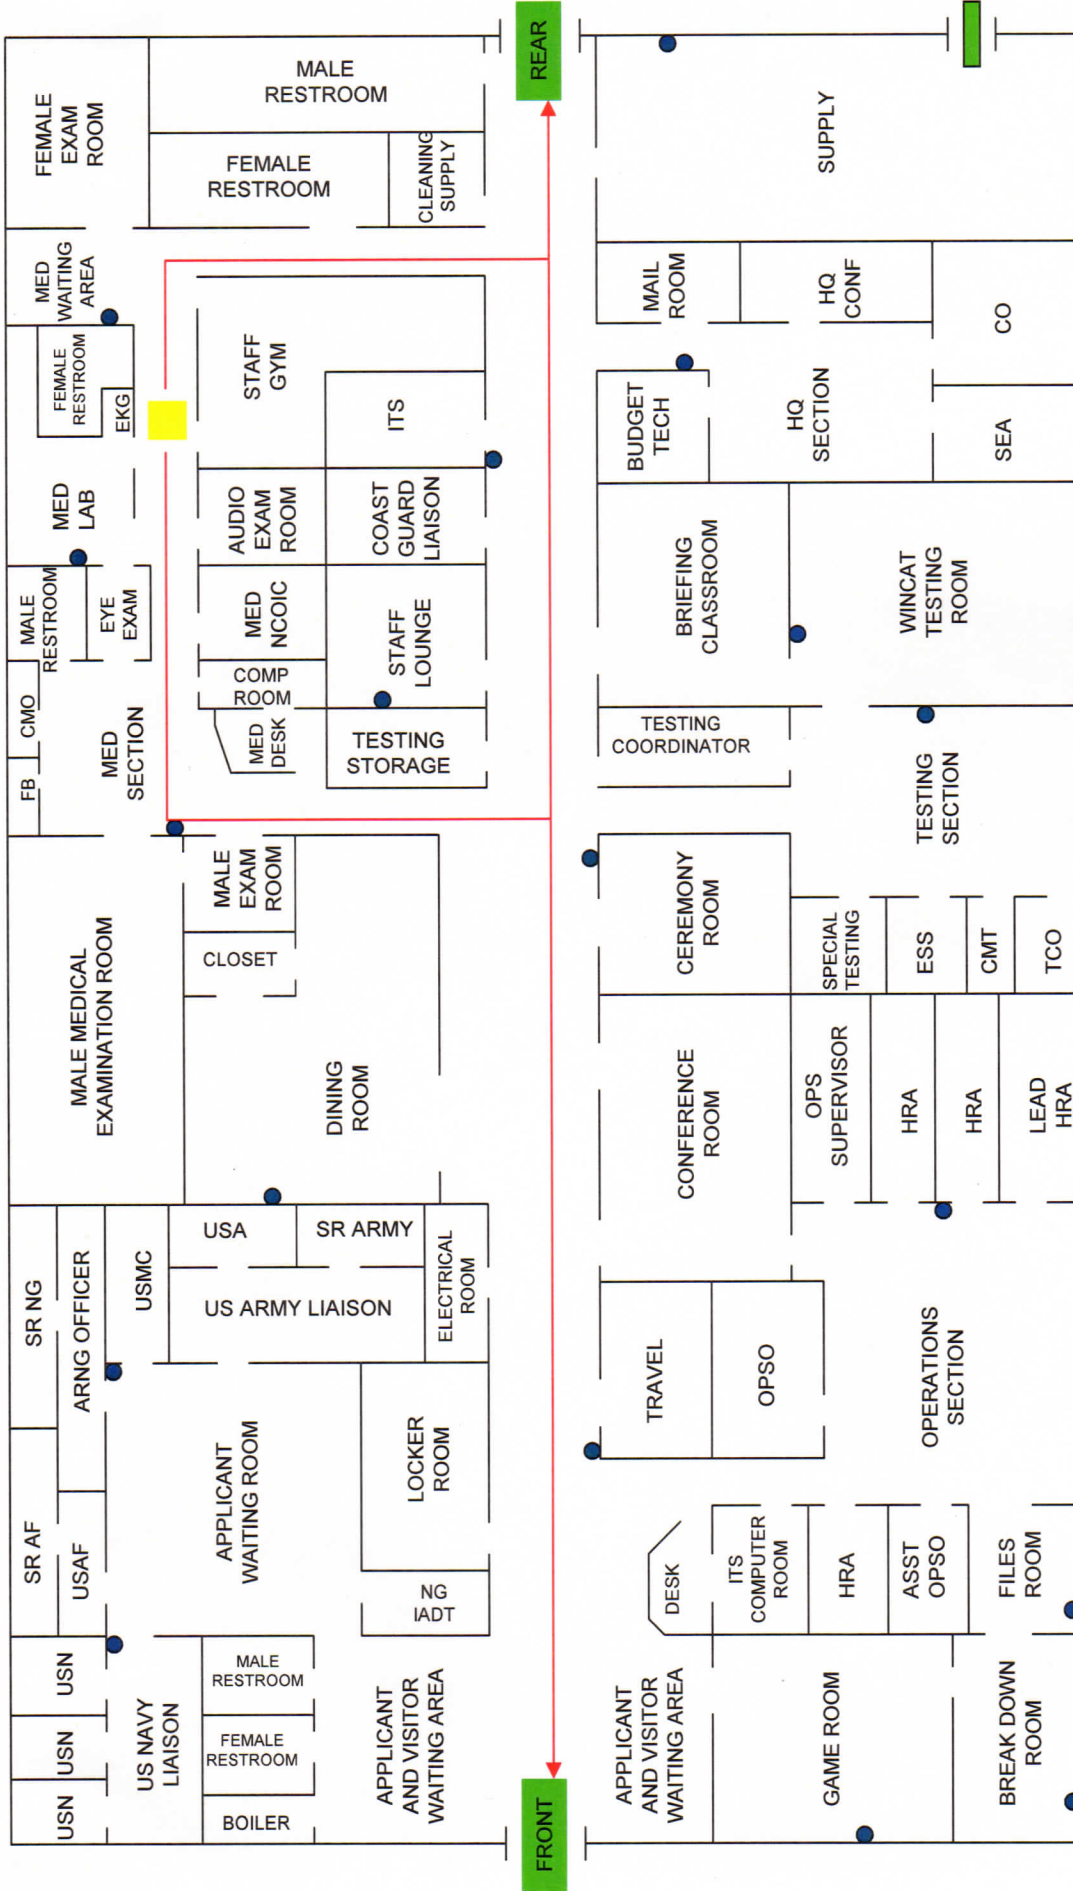 FEMALE
EXAM
ROOM
MALE
RESTROOM
FEMALE
RESTROOM
CLEANING
SUPPLY
REAR
SUPPLY
MED
WAITING
AREA
FEMALE
RESTROOM
EKG
STAFF
GYM
ITS
MAIL
ROOM
HQ
CONF
CO
BUDGET
TECH
HQ
SECTION
SEA
MED
LAB
AUDIO
EXAM
ROOM
COAST
GUARD
LIAISON
MALE
RESTROOM
EYE
EXAM
MED
NCOIC
STAFF
LOUNGE
BRIEFING
CLASSROOM
WINCAT
TESTING
ROOM
CMO
FB
MED
SECTION
COMP
ROOM
MED
DESK
TESTING
STORAGE
TESTING
COORDINATOR
TESTING
SECTION
MALE MEDICAL
EXAMINATION ROOM
MALE
EXAM
ROOM
CLOSET
DINING
ROOM
CEREMONY
ROOM
SPECIAL
TESTING
ESS
CMT
TCO
CONFERENCE
ROOM
OPS
SUPERVISOR
HRA
HRA
LEAD
HRA
SR NG
ARNG OFFICER
USMC
USA
SR ARMY
US ARMY LIAISON
ELECTRICAL
ROOM
TRAVEL
OPSO
OPERATIONS
SECTION
SR AF
USAF
APPLICANT
WAITING ROOM
LOCKER
ROOM
NG
IADT
DESK
ITS
COMPUTER
ROOM
HRA
ASST
OPSO
FILES
ROOM
USN
USN
USN
US NAVY
LIAISON
MALE
RESTROOM
FEMALE
RESTROOM
BOILER
APPLICANT
AND VISITOR
WAITING AREA
FRONT
APPLICANT
AND VISITOR
WAITING AREA
GAME ROOM
BREAK DOWN
ROOM